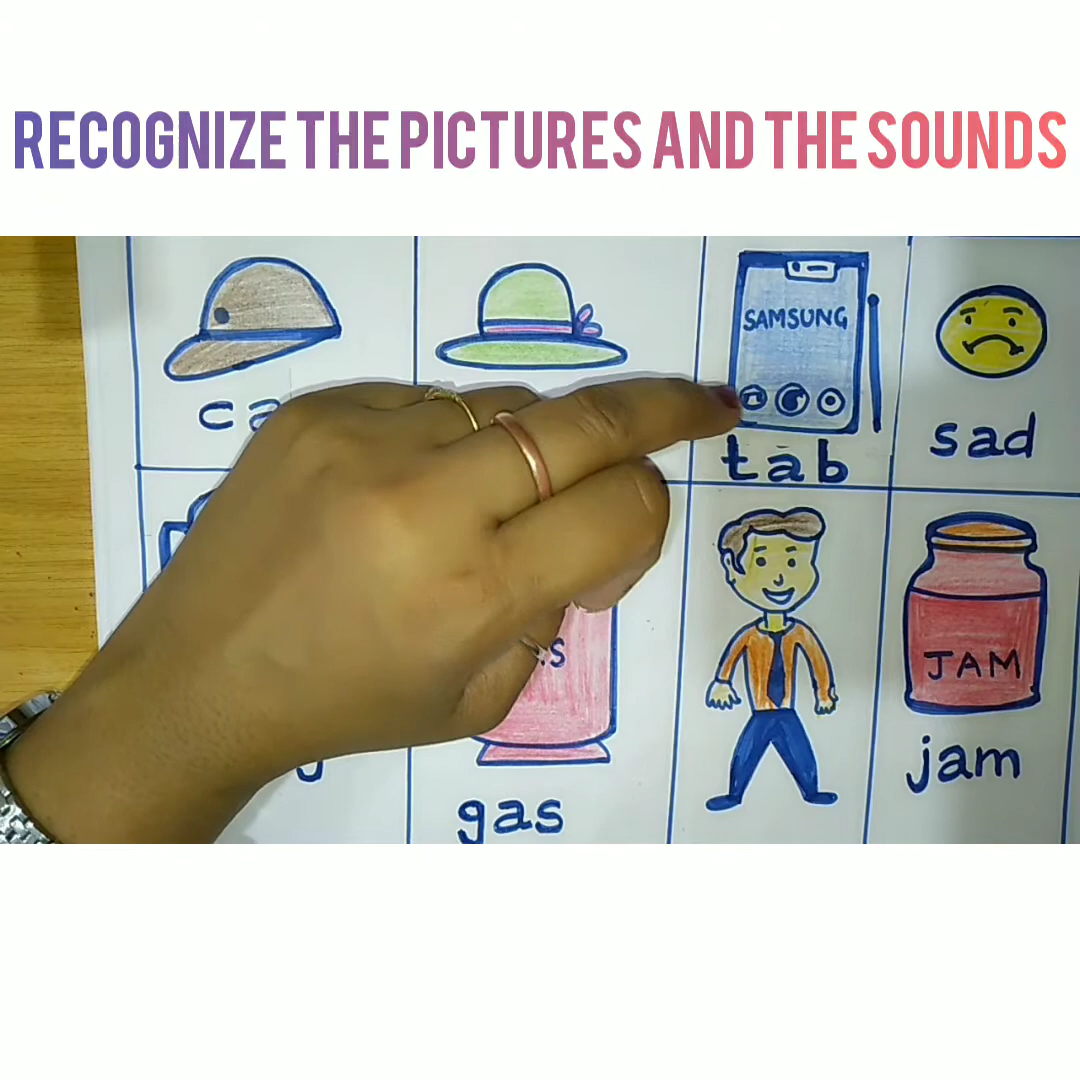 RECOGNIZE THE PICTURES AND THE SOUNDS
SAMSUNG
tab
sad
JAM
jam
gas